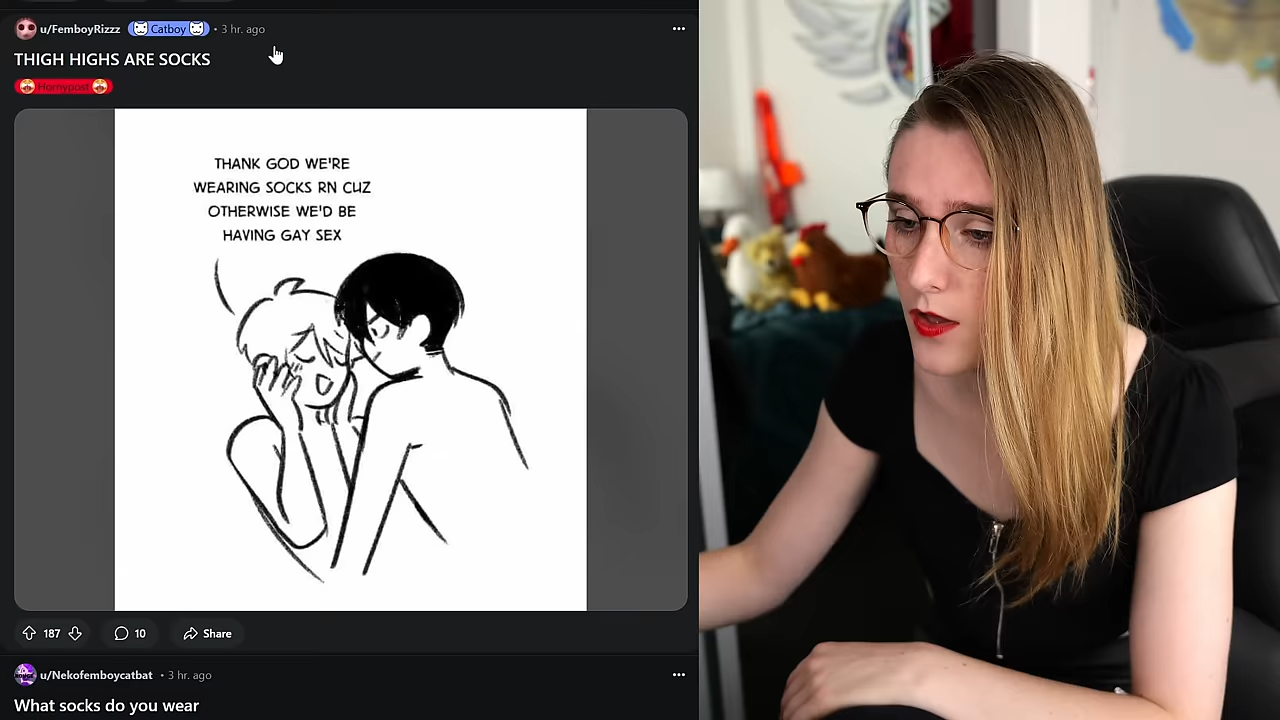 u/FemboyRizzz Catboy • 3 hr. ago
THIGH HIGHS ARE SOCKS
Hornypost
THANK GOD WE'RE
WEARING SOCKS RN CUZ
OTHERWISE WE'D BE
HAVING GAY SEX
187 10 Share
u/Nekofemboycatbat • 3 hr. ago
What socks do you wear